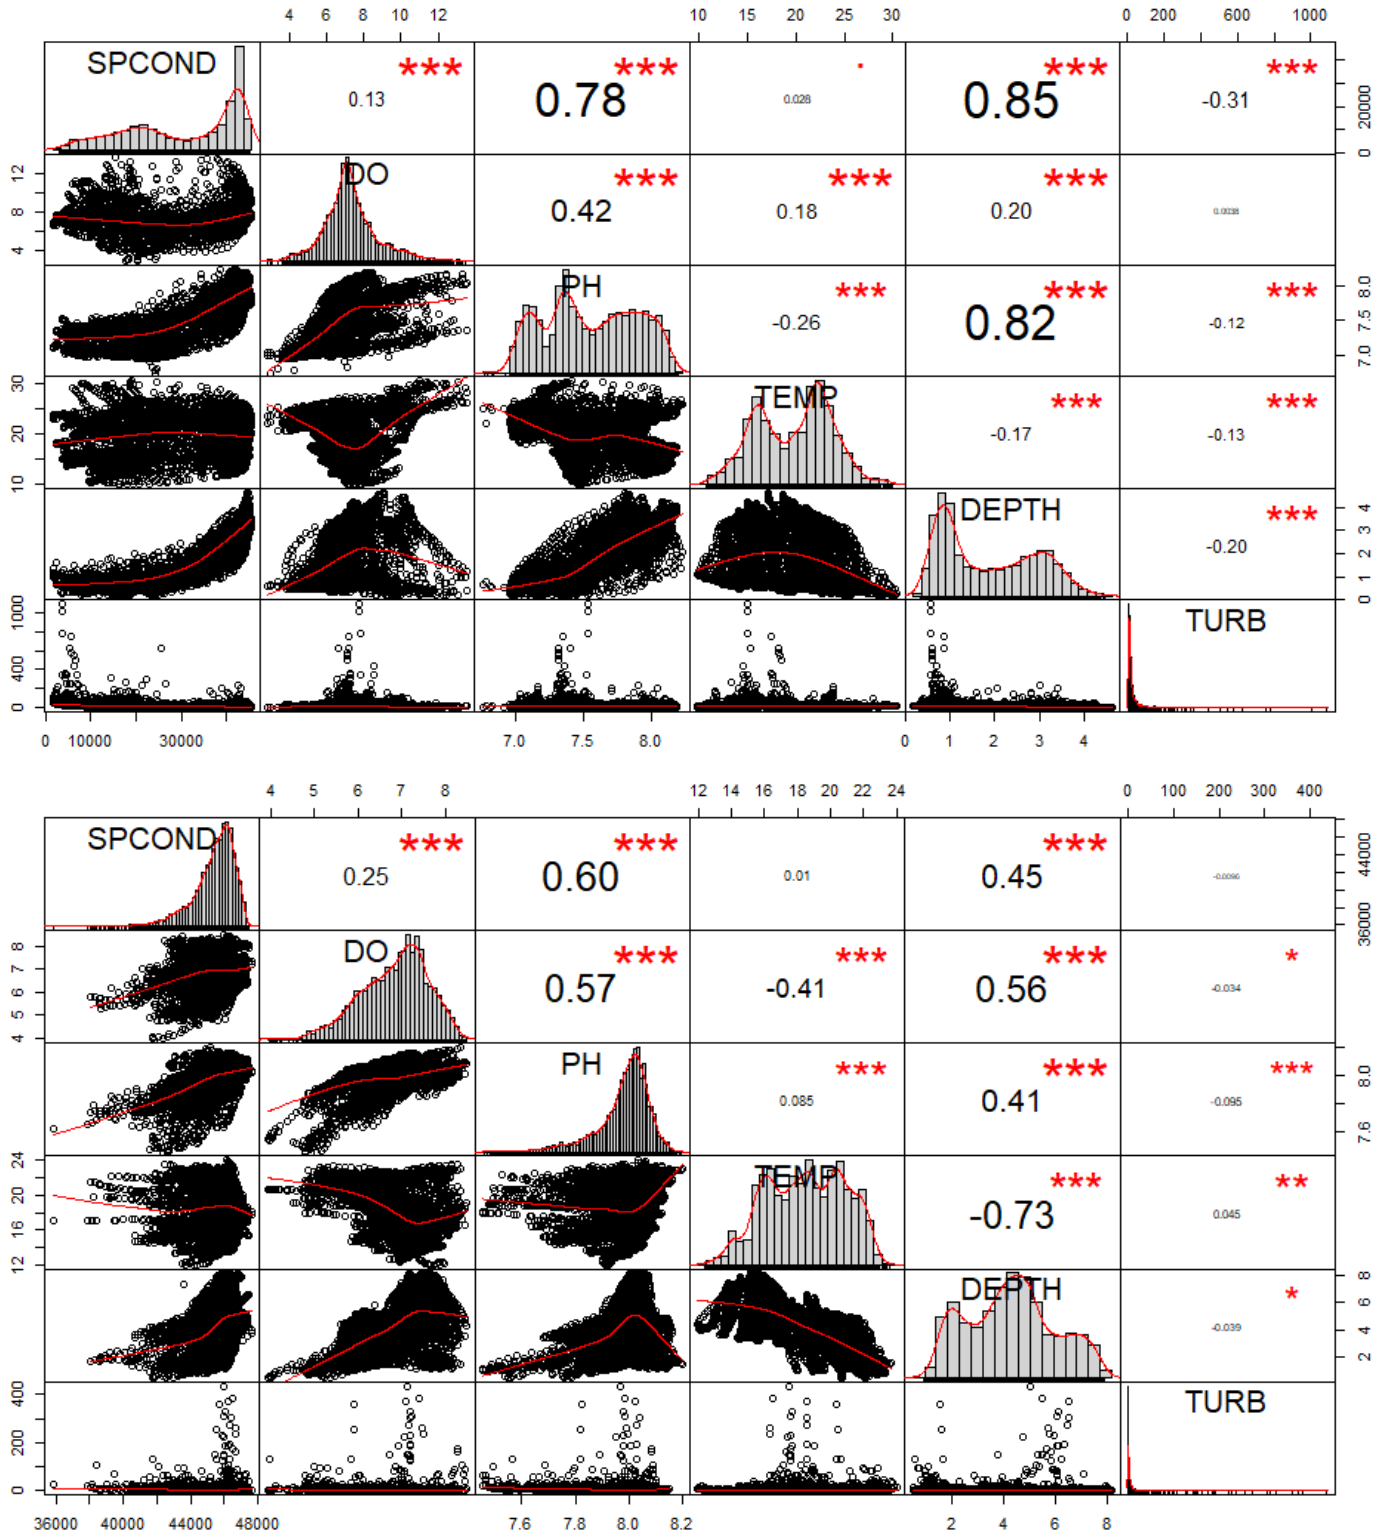 4 6 8 10 12 10 15 20 25 30 0 200 600 1000
SPCOND *** 0.13 *** 0.78 . 0.028 *** 0.85 *** -0.31 0 20000
4 8 12 DO *** 0.42 *** 0.18 *** 0.20 0.0038
PH *** -0.26 *** 0.82 *** -0.12 7.0 7.5 8.0
10 20 30 TEMP *** -0.17 *** -0.13
DEPTH *** -0.20 0 1 2 3 4
0 400 1000 TURB
0 10000 30000 7.0 7.5 8.0 0 1 2 3 4
4 5 6 7 8 12 14 16 18 20 22 24 0 100 200 300 400
SPCOND *** 0.25 *** 0.60 0.01 *** 0.45 -0.0096 36000 44000
4 5 6 7 8 DO *** 0.57 *** -0.41 *** 0.56 * -0.034
PH *** 0.085 *** 0.41 *** -0.095 7.6 8.0
12 16 20 24 TEMP *** -0.73 ** 0.045
DEPTH * -0.039 2 4 6 8
0 200 400 TURB
36000 40000 44000 48000 7.6 7.8 8.0 8.2 2 4 6 8